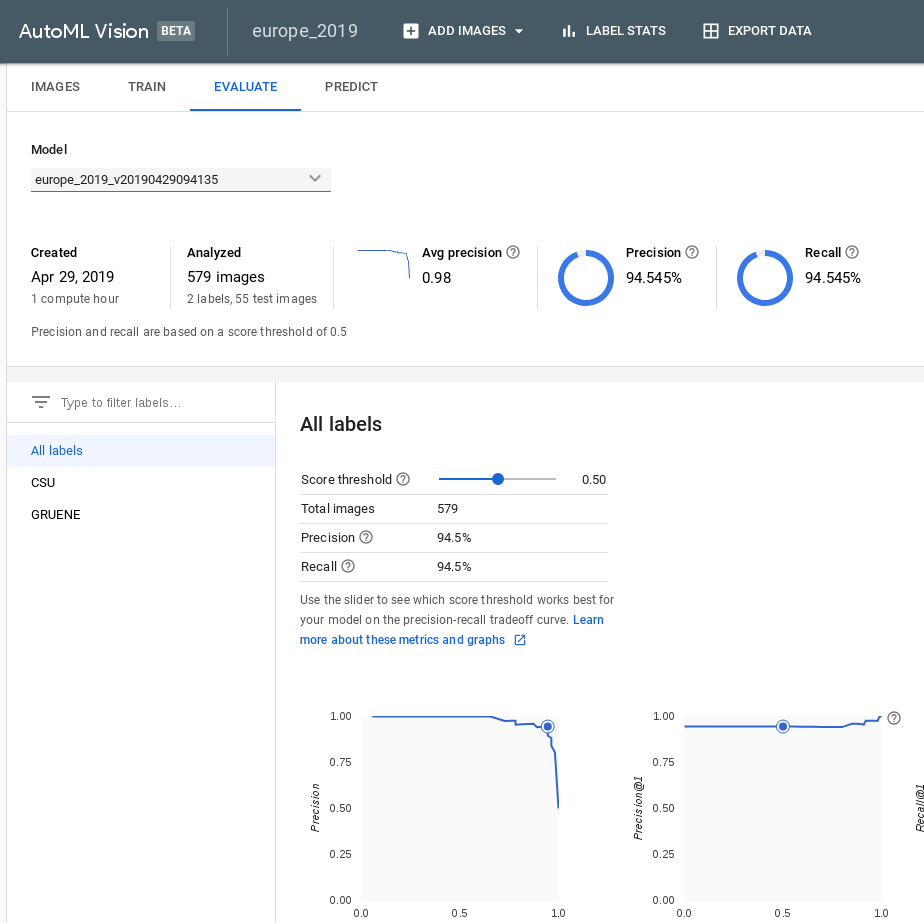 AutoML Vision BETA europe_2019 ADD IMAGES LABEL STATS EXPORT DATA
IMAGES TRAIN EVALUATE PREDICT
Model
europe_2019_v20190429094135
Created
Apr 29, 2019
1 compute hour
Analyzed
579 images
2 labels, 55 test images
Avg precision ?
0.98
Precision ?
94.545%
Recall ?
94.545%
Precision and recall are based on a score threshold of 0.5
Type to filter labels…
All labels
CSU
GRUENE
All labels
Score threshold ? 0.50
Total images 579
Precision ? 94.5%
Recall ? 94.5%
Use the slider to see which score threshold works best for
your model on the precision-recall tradeoff curve. Learn
more about these metrics and graphs
Precision
1.00
0.75
0.50
0.25
0.00
0.0 0.5 1.0
Precision@1
1.00
0.75
0.50
0.25
0.00
0.0 0.5 1.0
?
Recall@1